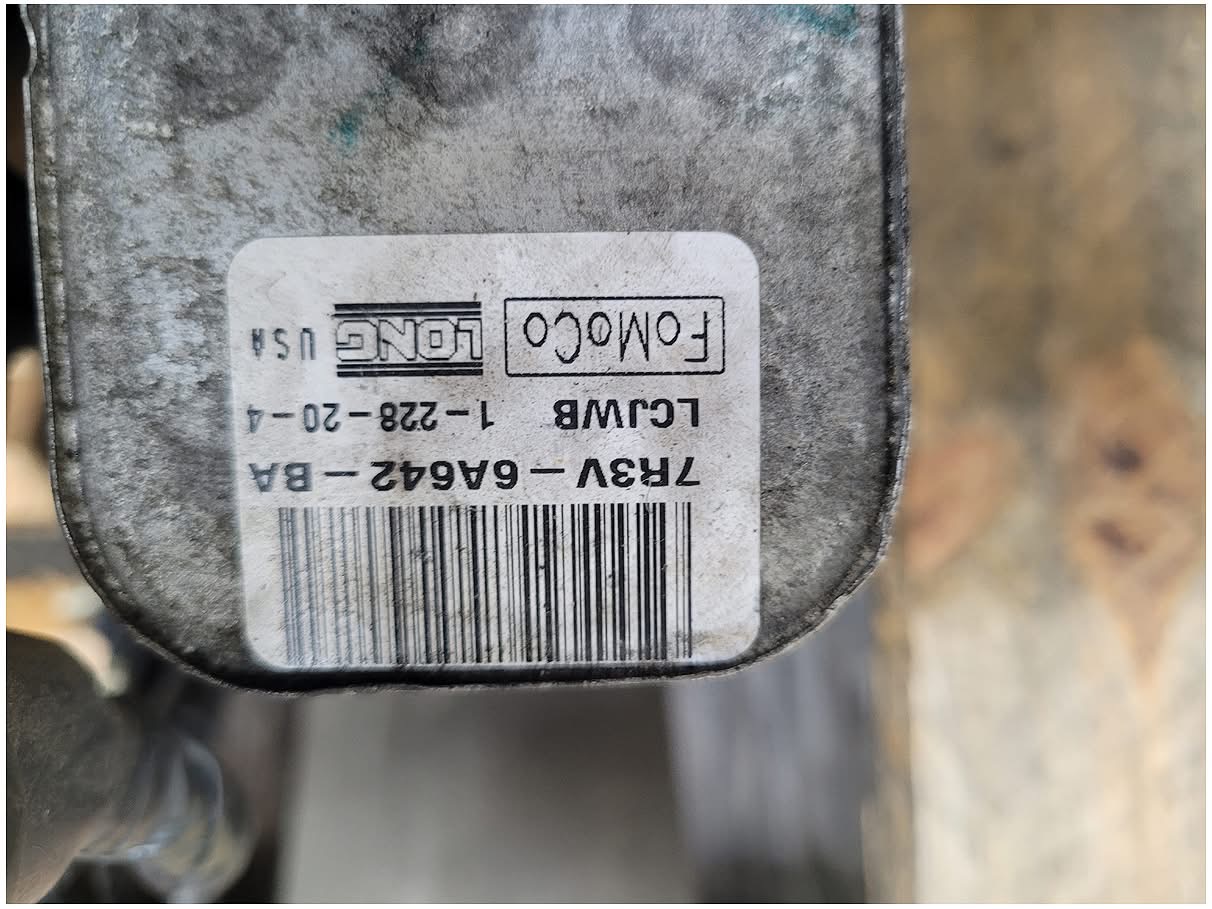 7R3V-6A642-BA
LCJWB 1-228-20-4
FoMoCo LONG USA